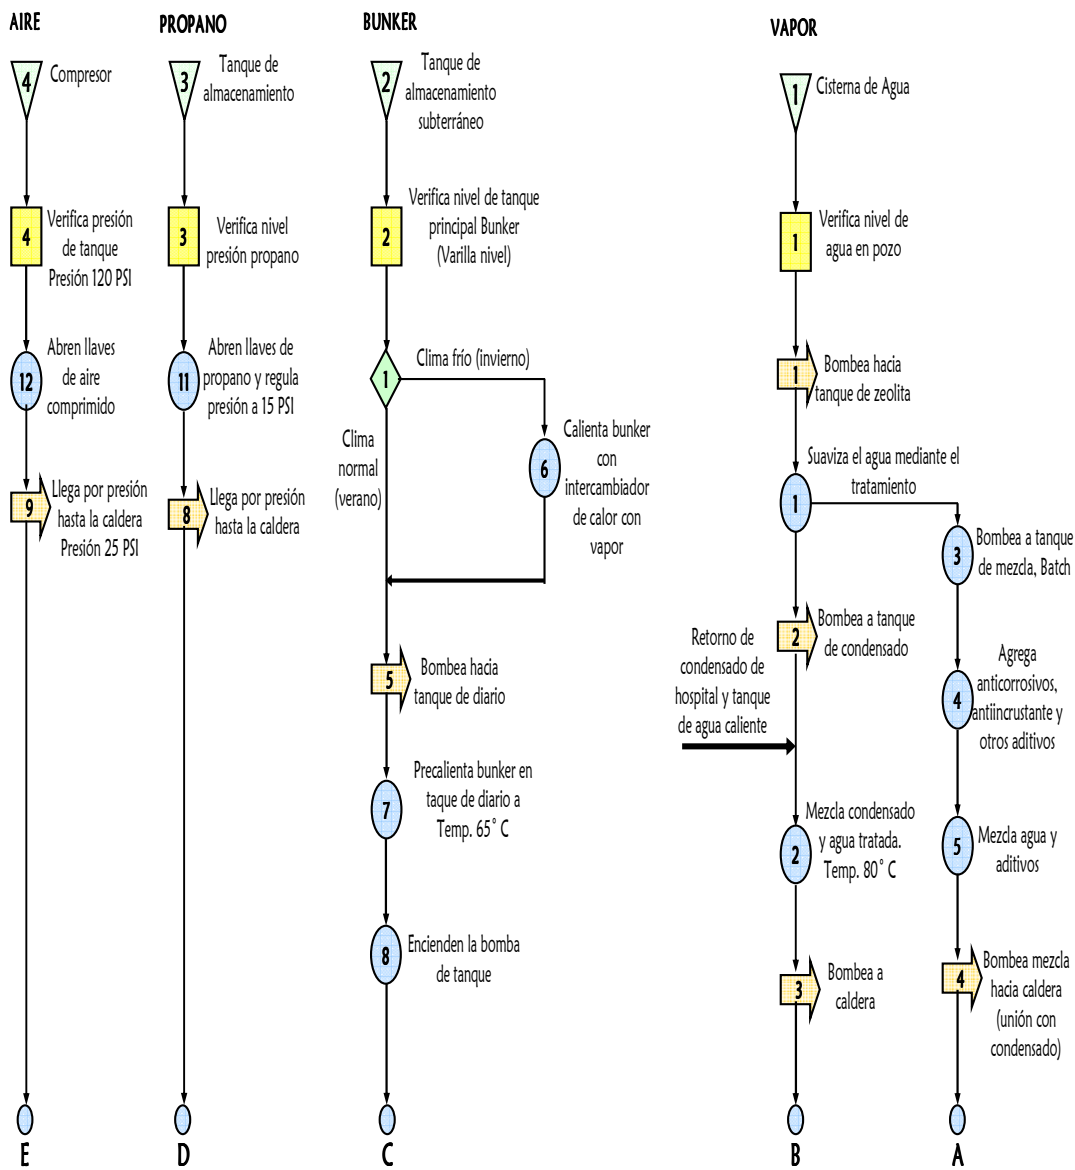 AIRE
4
Compresor
4
Verifica presión
de tanque
Presión 120 PSI
12
Abren llaves
de aire
comprimido
9
Llega por presión
hasta la caldera
Presión 25 PSI
E
PROPANO
3
Tanque de
almacenamiento
3
Verifica nivel
presión propano
11
Abren llaves de
propano y regula
presión a 15 PSI
8
Llega por presión
hasta la caldera
D
BUNKER
2
Tanque de
almacenamiento
subterráneo
2
Verifica nivel de tanque
principal Bunker
(Varilla nivel)
1
Clima frío (invierno)
Clima
normal
(verano)
6
Calienta bunker
con
intercambiador
de calor con
vapor
5
Bombea hacia
tanque de diario
7
Precalienta bunker en
taque de diario a
Temp. 65° C
8
Encienden la bomba
de tanque
C
VAPOR
1
Cisterna de Agua
1
Verifica nivel de
agua en pozo
1
Bombea hacia
tanque de zeolita
Suaviza el agua mediante el
tratamiento
1
2
Bombea a tanque
de condensado
Retorno de
condensado de
hospital y tanque
de agua caliente
2
Mezcla condensado
y agua tratada.
Temp. 80° C
3
Bombea a
caldera
B
3
Bombea a tanque
de mezcla, Batch
4
Agrega
anticorrosivos,
antiincrustante y
otros aditivos
5
Mezcla agua y
aditivos
4
Bombea mezcla
hacia caldera
(unión con
condensado)
A